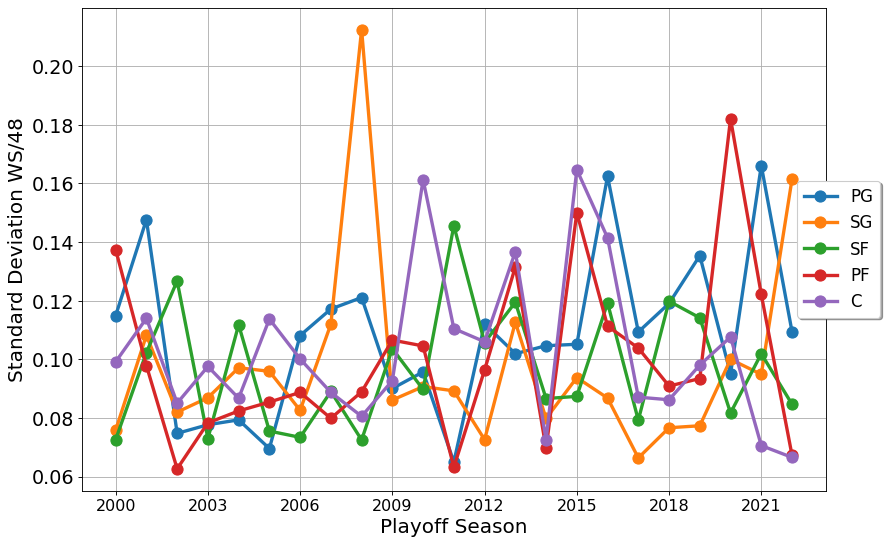 Standard Deviation WS/48
0.20
0.18
0.16
0.14
0.12
0.10
0.08
0.06
2000 2003 2006 2009 2012 2015 2018 2021
Playoff Season
PG
SG
SF
PF
C